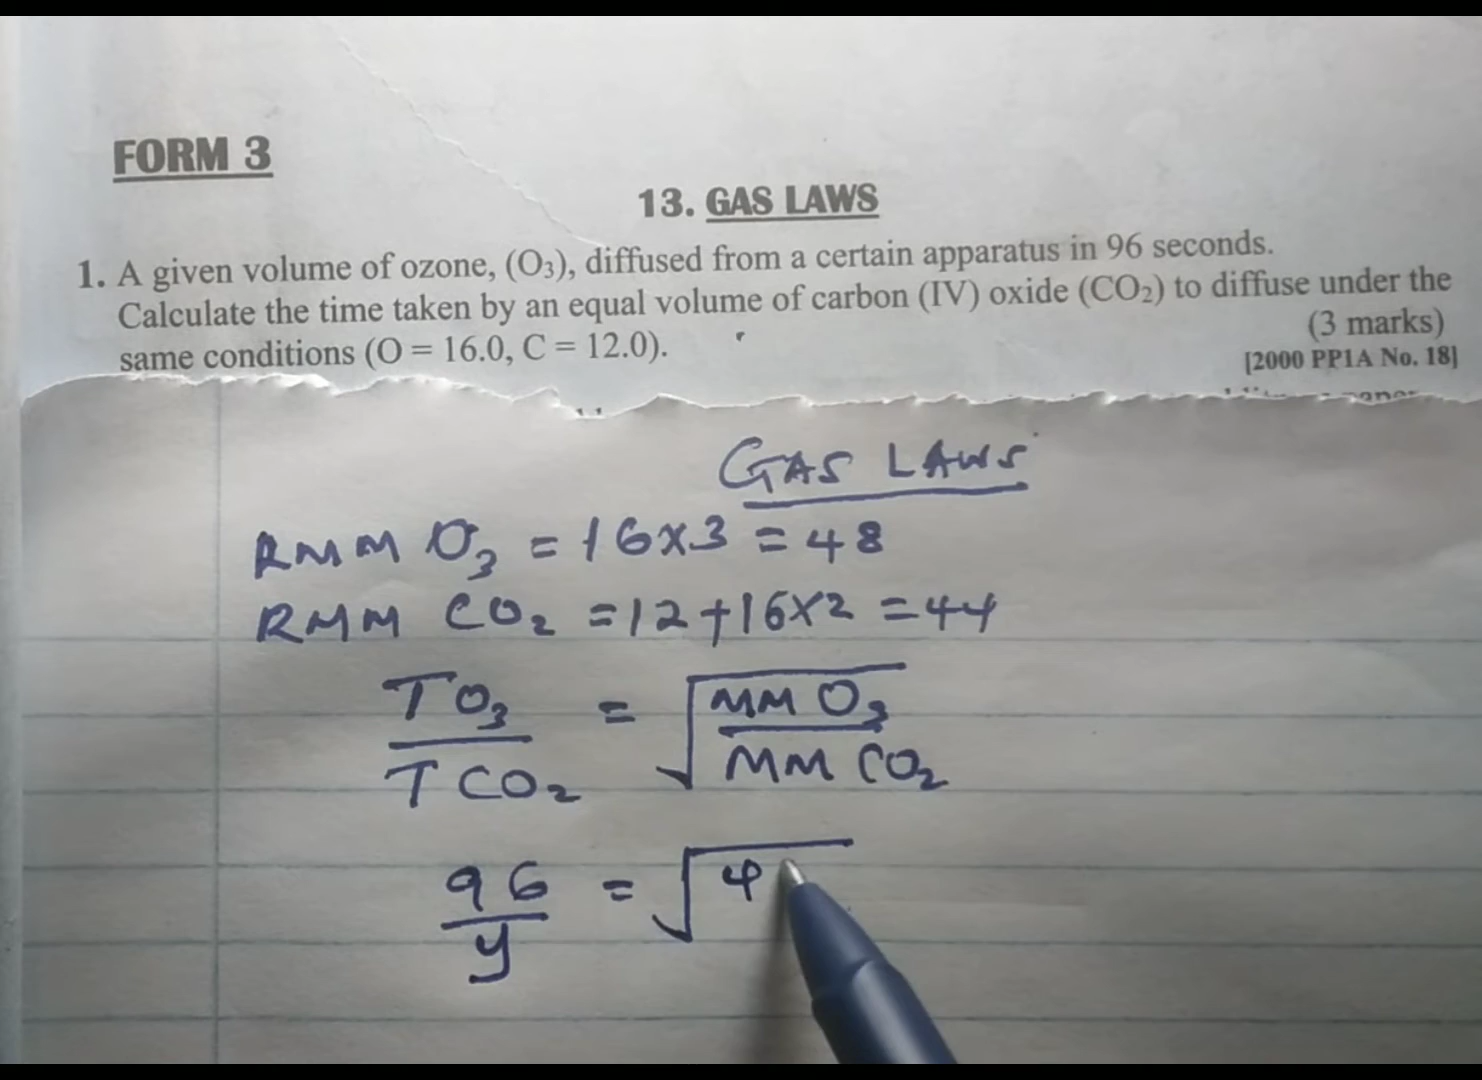 FORM 3
13. GAS LAWS
1. A given volume of ozone, (O₃), diffused from a certain apparatus in 96 seconds.
Calculate the time taken by an equal volume of carbon (IV) oxide (CO₂) to diffuse under the
same conditions (O = 16.0, C = 12.0).
(3 marks)
[2000 PP1A No. 18]
GAS LAWS
RMM O₃ = 16x3 = 48
RMM CO₂ = 12+16x2 = 44
TO₃ / TCO₂ = √(MM O₃ / MM CO₂)
96 / y = √4